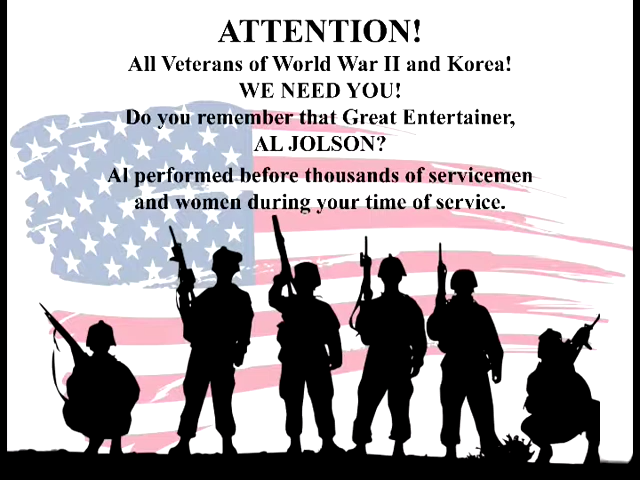 ATTENTION!
All Veterans of World War II and Korea!
WE NEED YOU!
Do you remember that Great Entertainer,
AL JOLSON?
Al performed before thousands of servicemen
and women during your time of service.